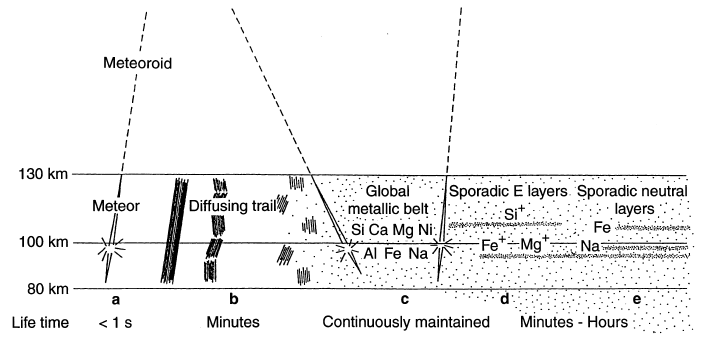 Meteoroid
130 km
Meteor
Diffusing trail
Global
metallic belt
Si Ca Mg Ni
Al Fe Na
Sporadic E layers
Si+
Fe+ Mg+
Sporadic neutral
layers
Fe
Na
100 km
80 km
a b c d e
Life time < 1 s Minutes Continuously maintained Minutes - Hours